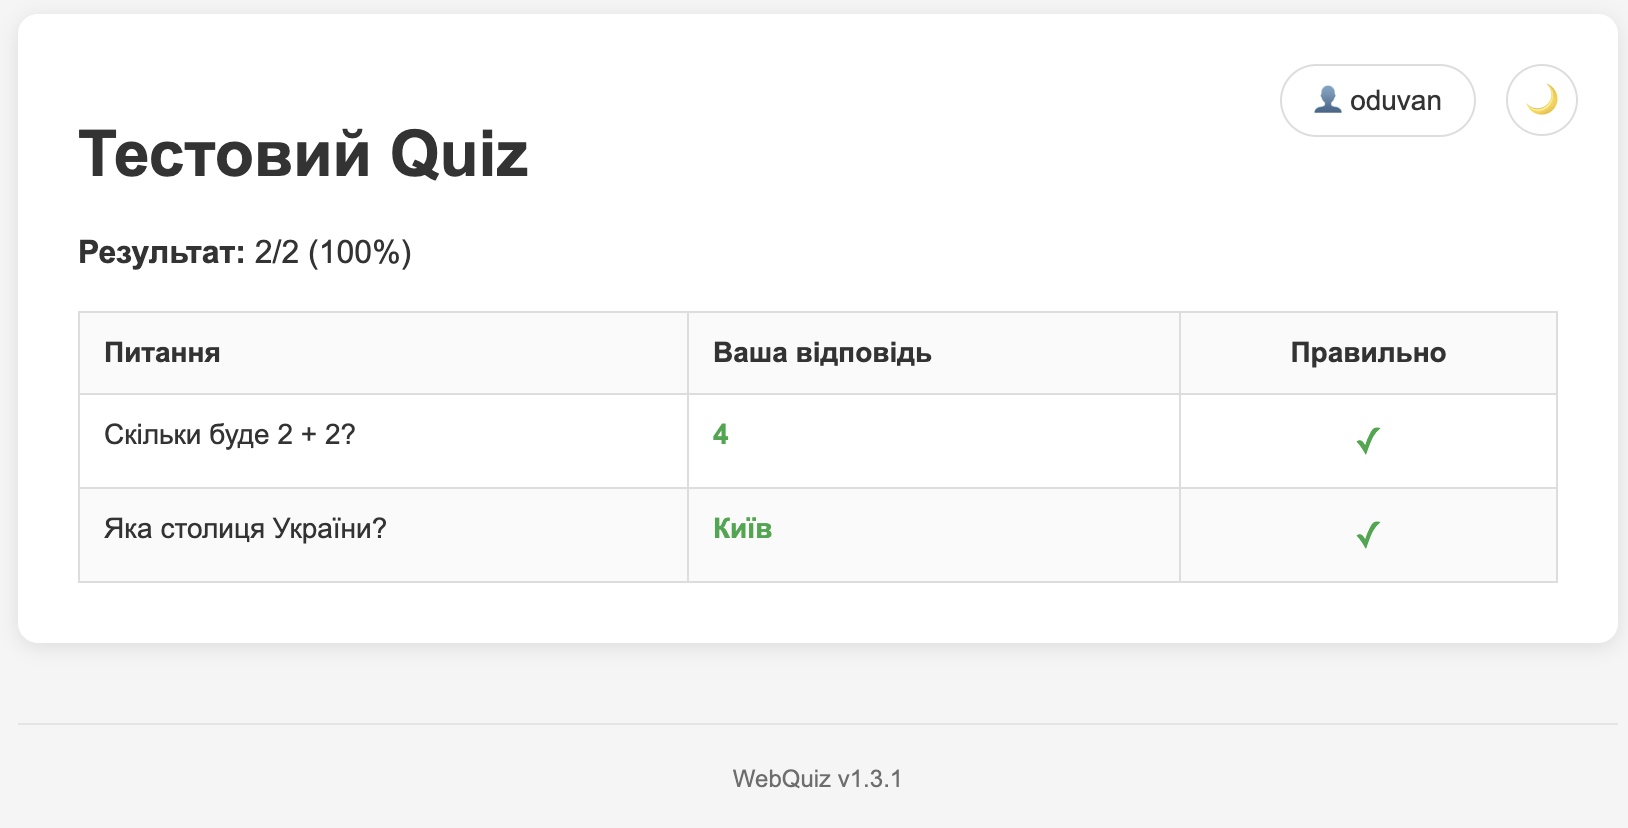 oduvan
Тестовий Quiz
Результат: 2/2 (100%)
Питання Ваша відповідь Правильно
Скільки буде 2 + 2? 4 ✓
Яка столиця України? Київ ✓
WebQuiz v1.3.1